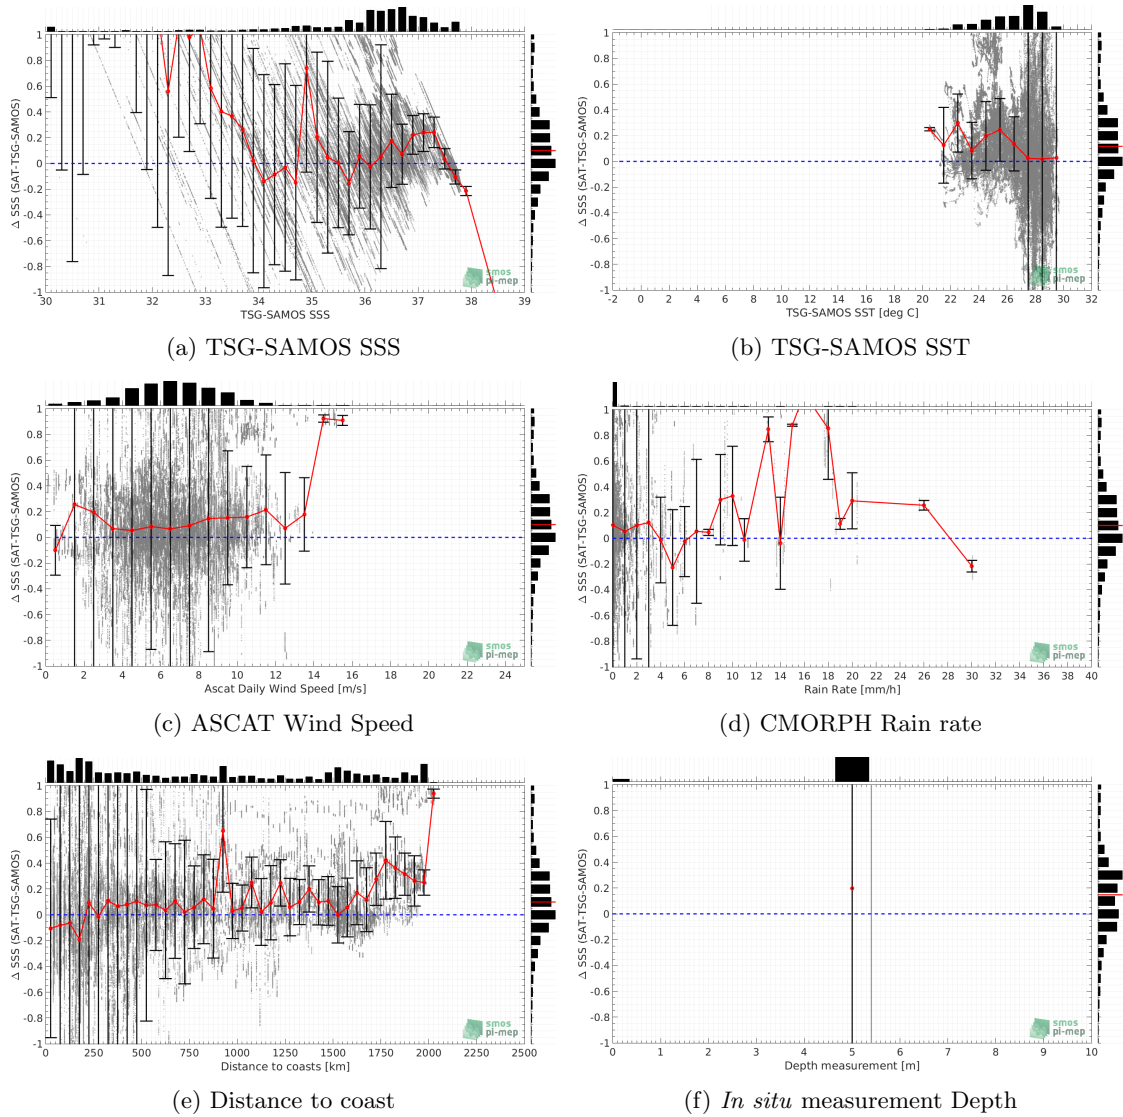 Δ SSS (SAT-TSG-SAMOS)
1
0.8
0.6
0.4
0.2
0
-0.2
-0.4
-0.6
-0.8
-1
30 31 32 33 34 35 36 37 38 39
TSG-SAMOS SSS
smos
pi-mep
(a) TSG-SAMOS SSS
Δ SSS (SAT-TSG-SAMOS)
1
0.8
0.6
0.4
0.2
0
-0.2
-0.4
-0.6
-0.8
-1
-2 0 2 4 6 8 10 12 14 16 18 20 22 24 26 28 30 32
TSG-SAMOS SST [deg C]
smos
pi-mep
(b) TSG-SAMOS SST
Δ SSS (SAT-TSG-SAMOS)
1
0.8
0.6
0.4
0.2
0
-0.2
-0.4
-0.6
-0.8
-1
0 2 4 6 8 10 12 14 16 18 20 22 24
Ascat Daily Wind Speed [m/s]
smos
pi-mep
(c) ASCAT Wind Speed
Δ SSS (SAT-TSG-SAMOS)
1
0.8
0.6
0.4
0.2
0
-0.2
-0.4
-0.6
-0.8
-1
0 2 4 6 8 10 12 14 16 18 20 22 24 26 28 30 32 34 36 38 40
Rain Rate [mm/h]
smos
pi-mep
(d) CMORPH Rain rate
Δ SSS (SAT-TSG-SAMOS)
1
0.8
0.6
0.4
0.2
0
-0.2
-0.4
-0.6
-0.8
-1
0 250 500 750 1000 1250 1500 1750 2000 2250 2500
Distance to coasts [km]
smos
pi-mep
(e) Distance to coast
Δ SSS (SAT-TSG-SAMOS)
1
0.8
0.6
0.4
0.2
0
-0.2
-0.4
-0.6
-0.8
-1
0 1 2 3 4 5 6 7 8 9 10
Depth measurement [m]
smos
pi-mep
(f) In situ measurement Depth